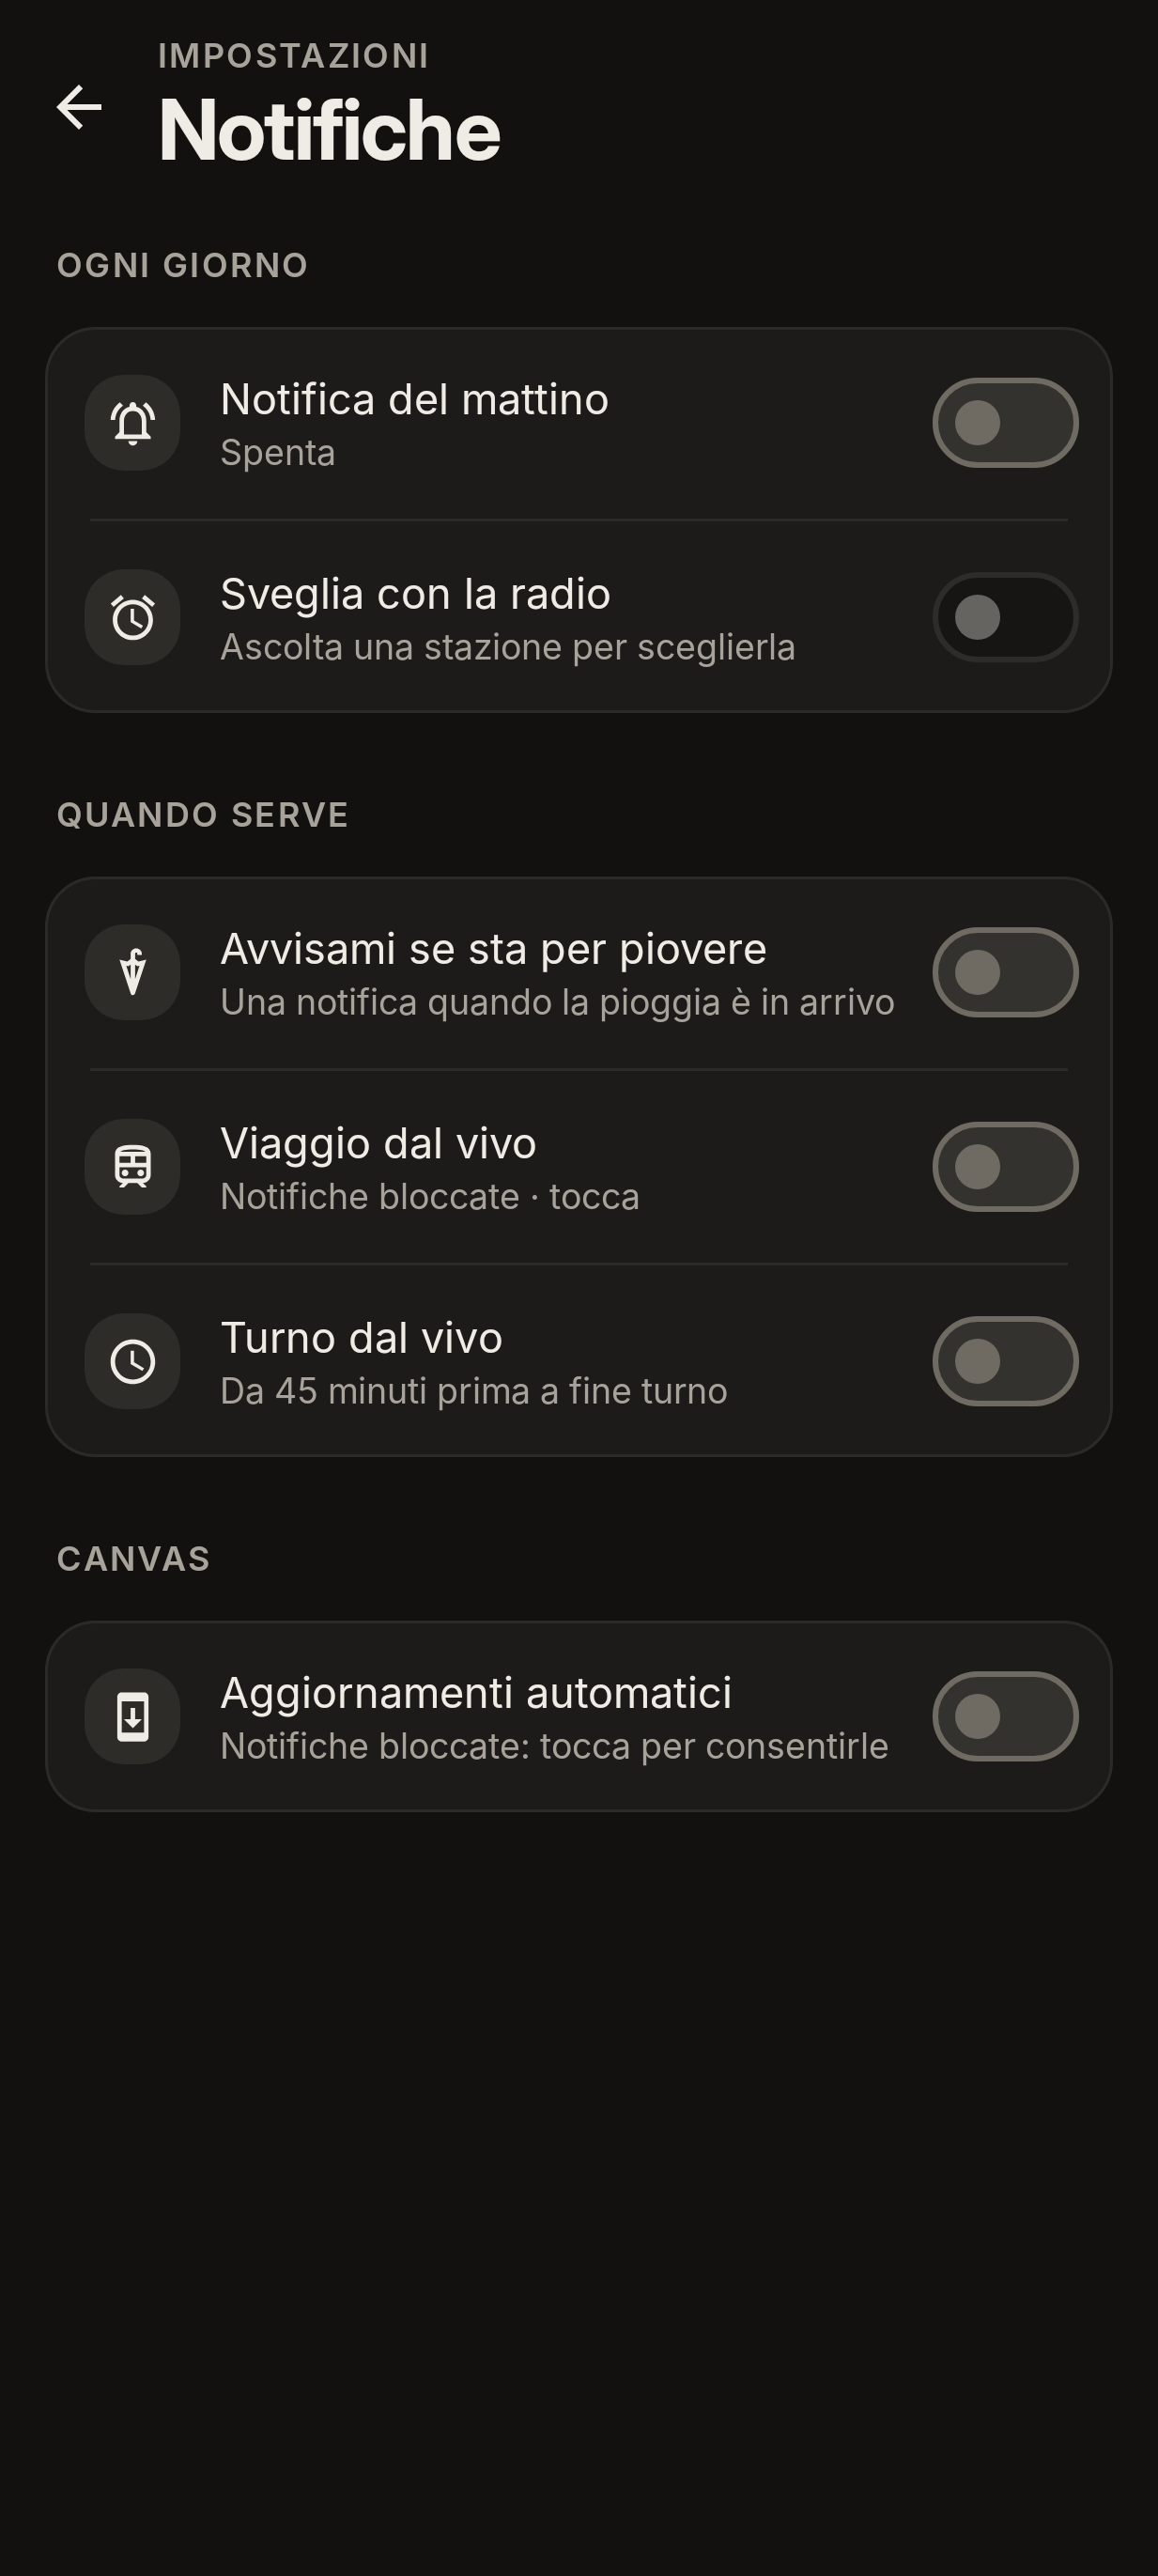 IMPOSTAZIONI
Notifiche
OGNI GIORNO
Notifica del mattino
Spenta
Sveglia con la radio
Ascolta una stazione per sceglierla
QUANDO SERVE
Avvisami se sta per piovere
Una notifica quando la pioggia è in arrivo
Viaggio dal vivo
Notifiche bloccate · tocca
Turno dal vivo
Da 45 minuti prima a fine turno
CANVAS
Aggiornamenti automatici
Notifiche bloccate: tocca per consentirle